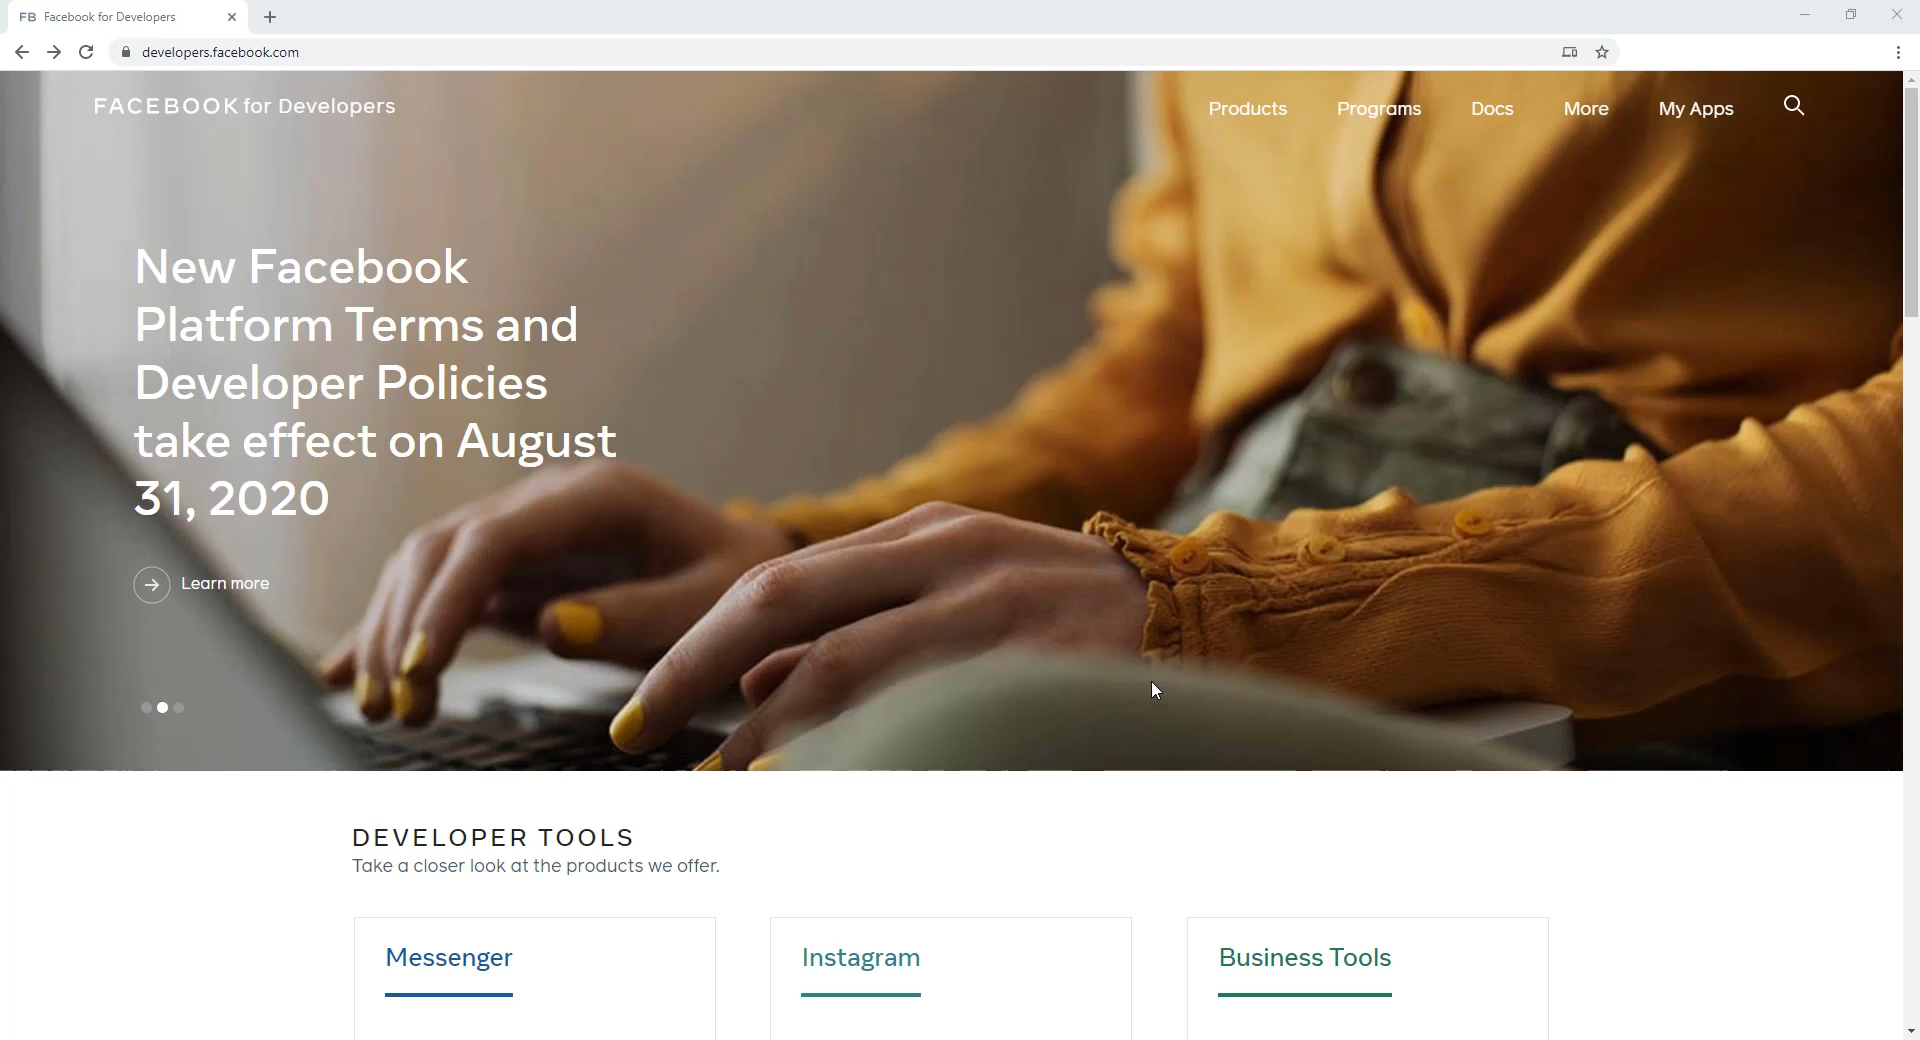 FB Facebook for Developers
developers.facebook.com
FACEBOOK for Developers
Products Programs Docs More My Apps
New Facebook
Platform Terms and
Developer Policies
take effect on August
31, 2020
Learn more
DEVELOPER TOOLS
Take a closer look at the products we offer.
Messenger Instagram Business Tools